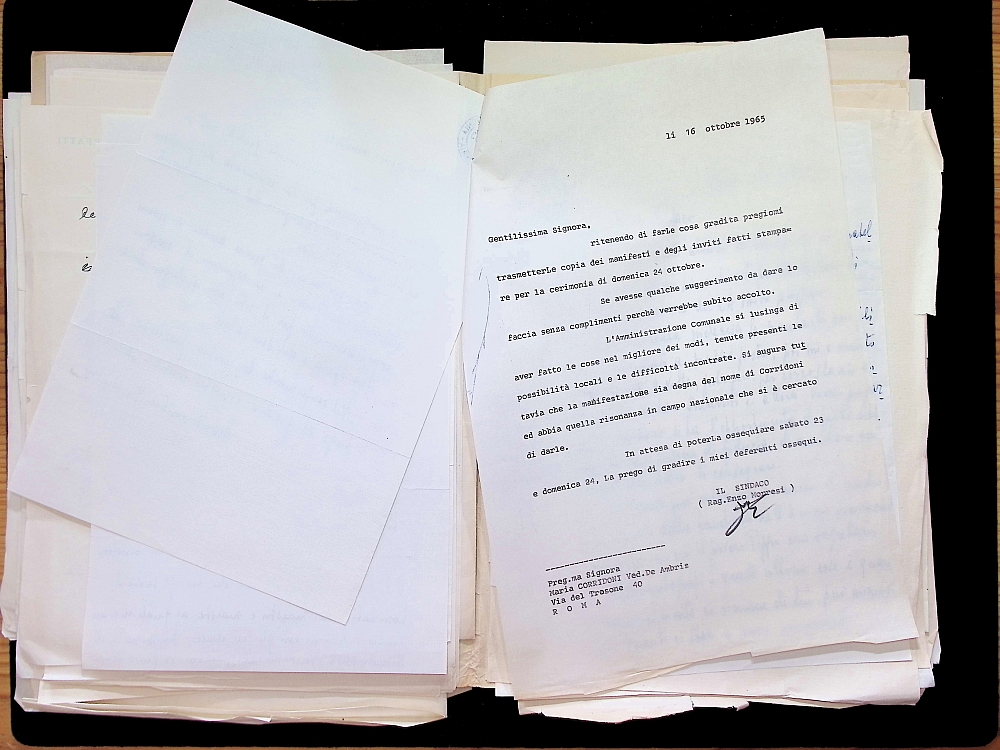 li 16 ottobre 1965
Gentilissima Signora,
ritenendo di farLe cosa gradita pregiomi
trasmetterLe copia dei manifesti e degli inviti fatti stampa=
re per la cerimonia di domenica 24 ottobre.
Se avesse qualche suggerimento da dare lo
faccia senza complimenti perchè verrebbe subito accolto.
L'Amministrazione Comunale si lusinga di
aver fatto le cose nel migliore dei modi, tenute presenti le
possibilità locali e le difficoltà incontrate. Si augura tut
tavia che la manifestazione sia degna del nome di Corridoni
ed abbia quella risonanza in campo nazionale che si è cercato
di darle.
In attesa di poterLa ossequiare sabato 23
e domenica 24, La prego di gradire i miei deferenti ossequi.
IL SINDACO
( Rag.Enzo Morresi )
Preg.ma Signora
Maria CORRIDONI Ved.De Ambris
Via del Trasone 40
R O M A
le